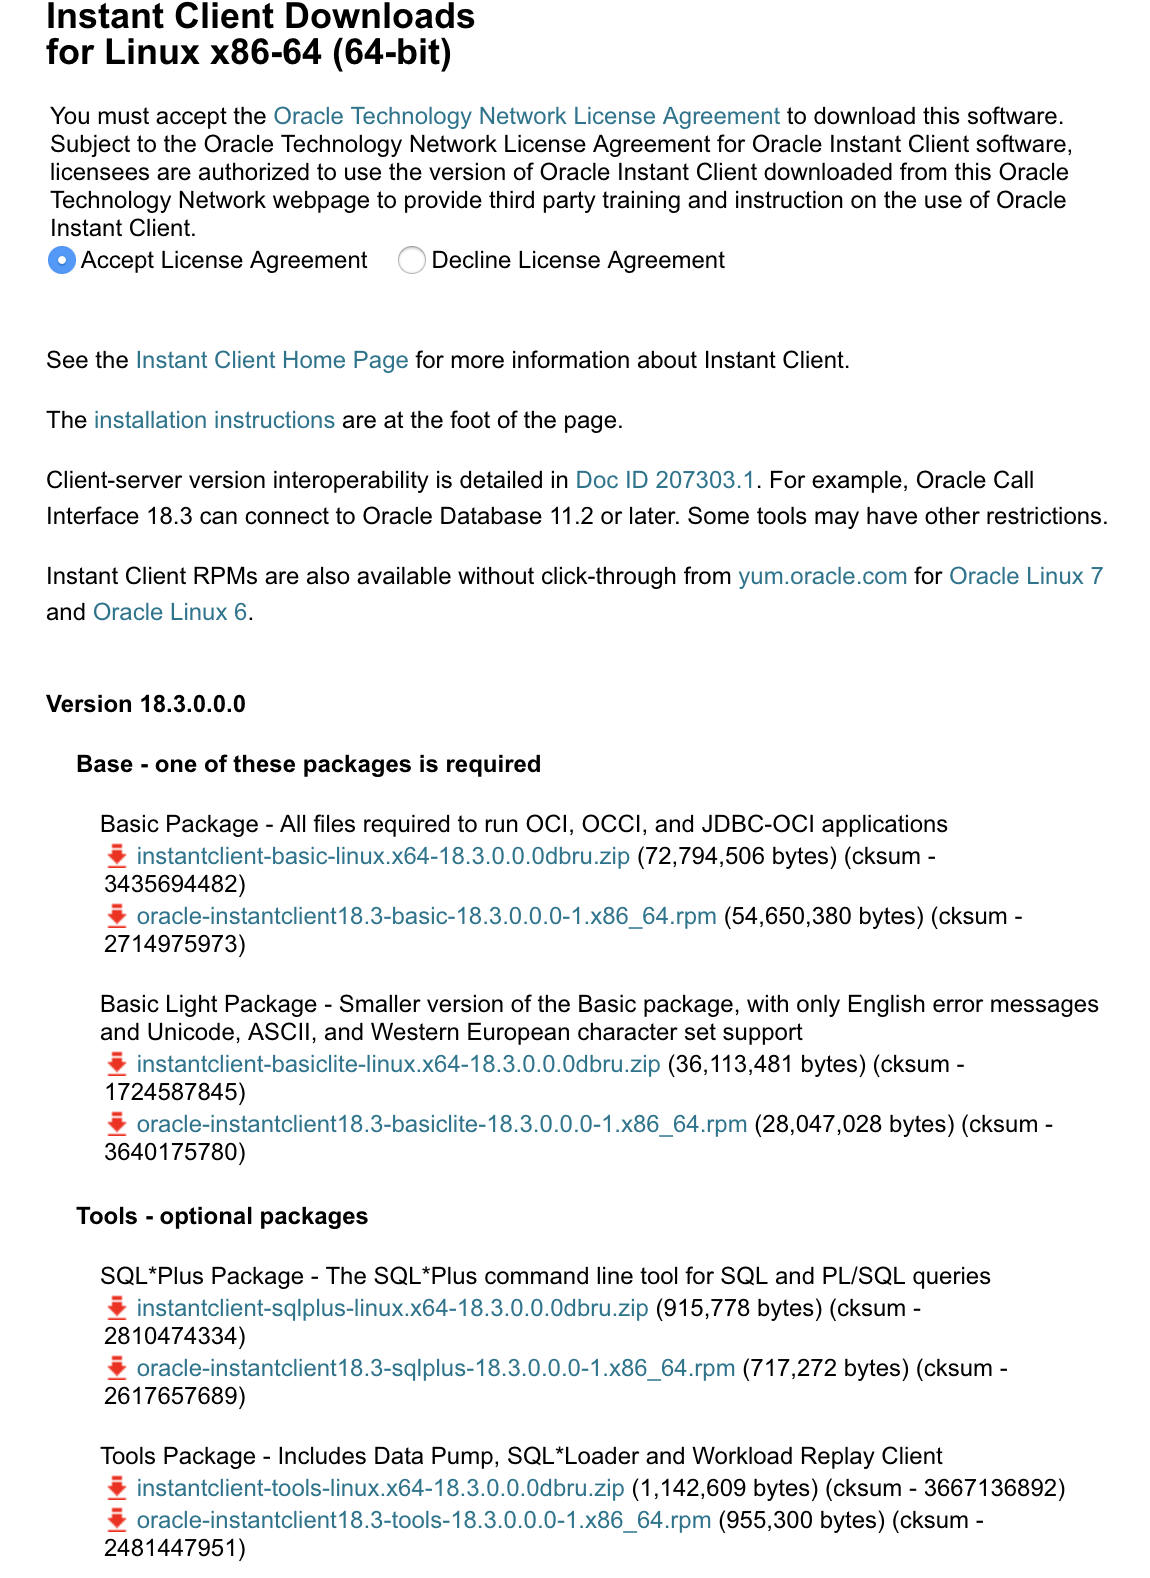 Instant Client Downloads
for Linux x86-64 (64-bit)
You must accept the Oracle Technology Network License Agreement to download this software.
Subject to the Oracle Technology Network License Agreement for Oracle Instant Client software,
licensees are authorized to use the version of Oracle Instant Client downloaded from this Oracle
Technology Network webpage to provide third party training and instruction on the use of Oracle
Instant Client.
Accept License Agreement Decline License Agreement
See the Instant Client Home Page for more information about Instant Client.
The installation instructions are at the foot of the page.
Client-server version interoperability is detailed in Doc ID 207303.1. For example, Oracle Call
Interface 18.3 can connect to Oracle Database 11.2 or later. Some tools may have other restrictions.
Instant Client RPMs are also available without click-through from yum.oracle.com for Oracle Linux 7
and Oracle Linux 6.
Version 18.3.0.0.0
Base - one of these packages is required
Basic Package - All files required to run OCI, OCCI, and JDBC-OCI applications
instantclient-basic-linux.x64-18.3.0.0.0dbru.zip (72,794,506 bytes) (cksum -
3435694482)
oracle-instantclient18.3-basic-18.3.0.0.0-1.x86_64.rpm (54,650,380 bytes) (cksum -
2714975973)
Basic Light Package - Smaller version of the Basic package, with only English error messages
and Unicode, ASCII, and Western European character set support
instantclient-basiclite-linux.x64-18.3.0.0.0dbru.zip (36,113,481 bytes) (cksum -
1724587845)
oracle-instantclient18.3-basiclite-18.3.0.0.0-1.x86_64.rpm (28,047,028 bytes) (cksum -
3640175780)
Tools - optional packages
SQL*Plus Package - The SQL*Plus command line tool for SQL and PL/SQL queries
instantclient-sqlplus-linux.x64-18.3.0.0.0dbru.zip (915,778 bytes) (cksum -
2810474334)
oracle-instantclient18.3-sqlplus-18.3.0.0.0-1.x86_64.rpm (717,272 bytes) (cksum -
2617657689)
Tools Package - Includes Data Pump, SQL*Loader and Workload Replay Client
instantclient-tools-linux.x64-18.3.0.0.0dbru.zip (1,142,609 bytes) (cksum - 3667136892)
oracle-instantclient18.3-tools-18.3.0.0.0-1.x86_64.rpm (955,300 bytes) (cksum -
2481447951)